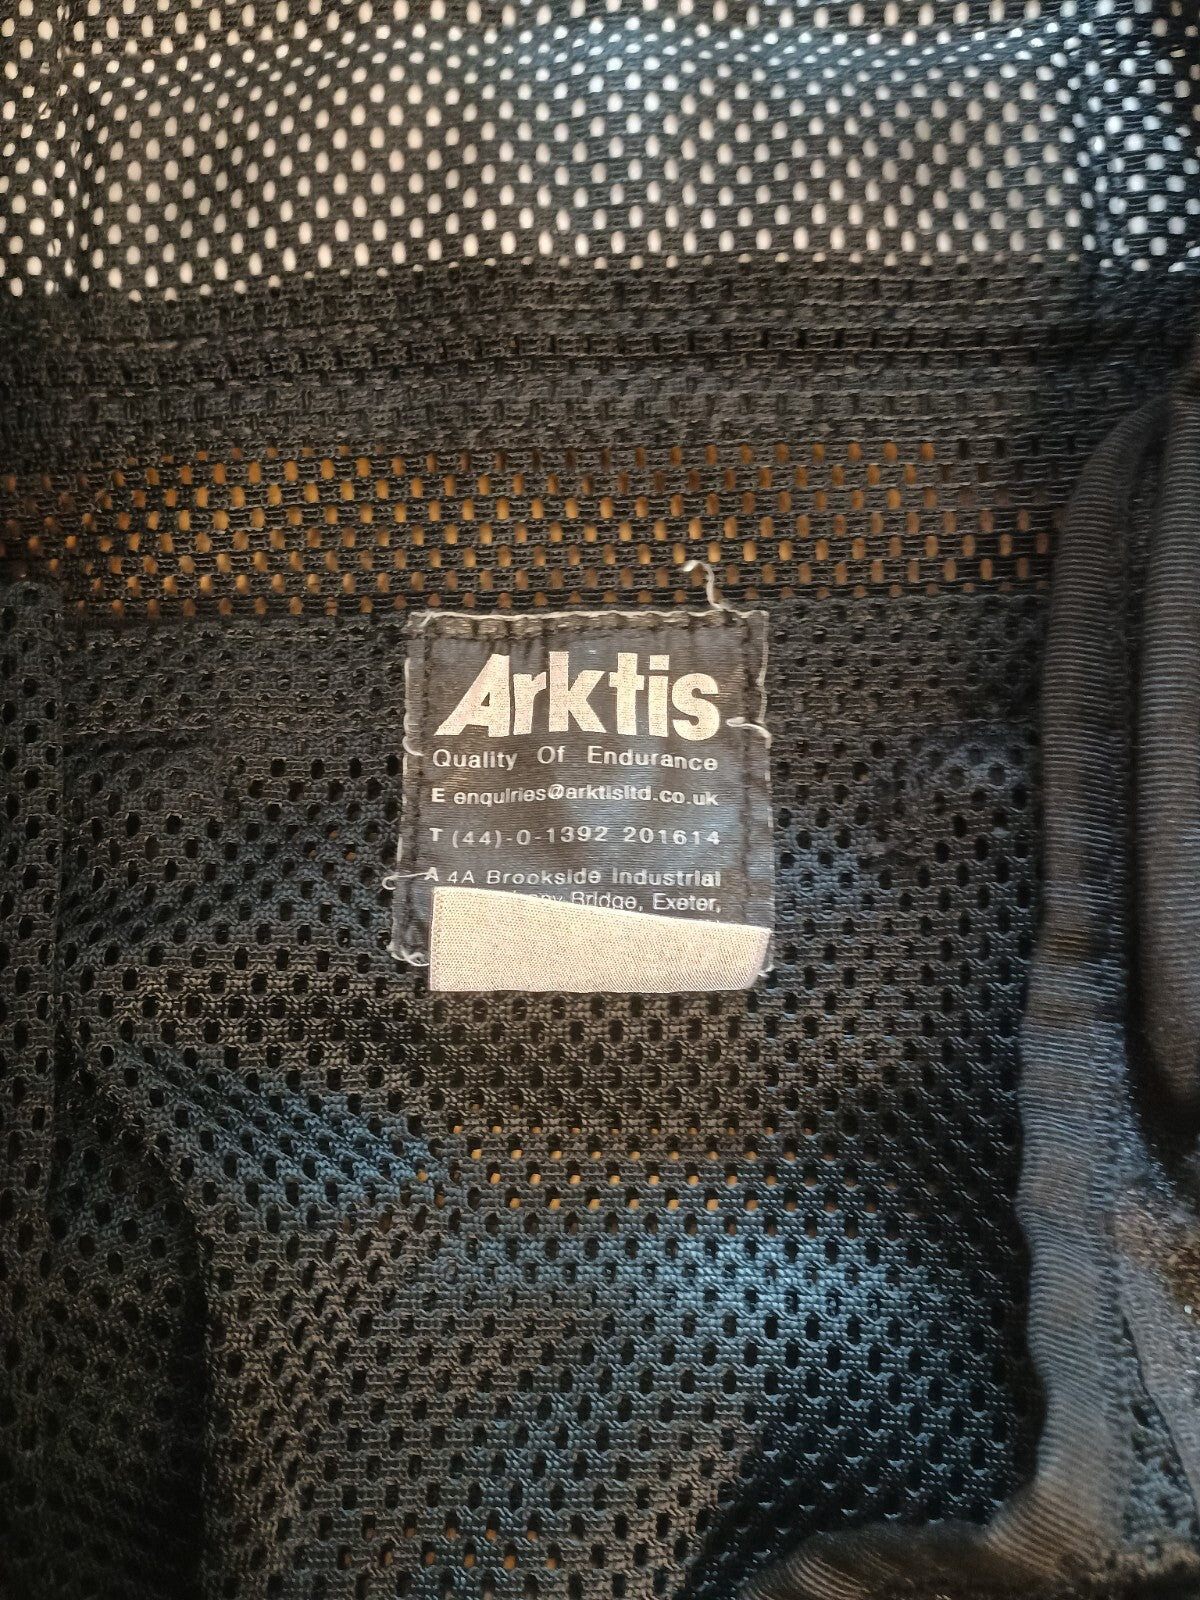 Arktis
Quality Of Endurance
E enquiries@arktisltd.co.uk
T (44)-0-1392 201614
A 4A Brookside Industrial
Bridge, Exeter,